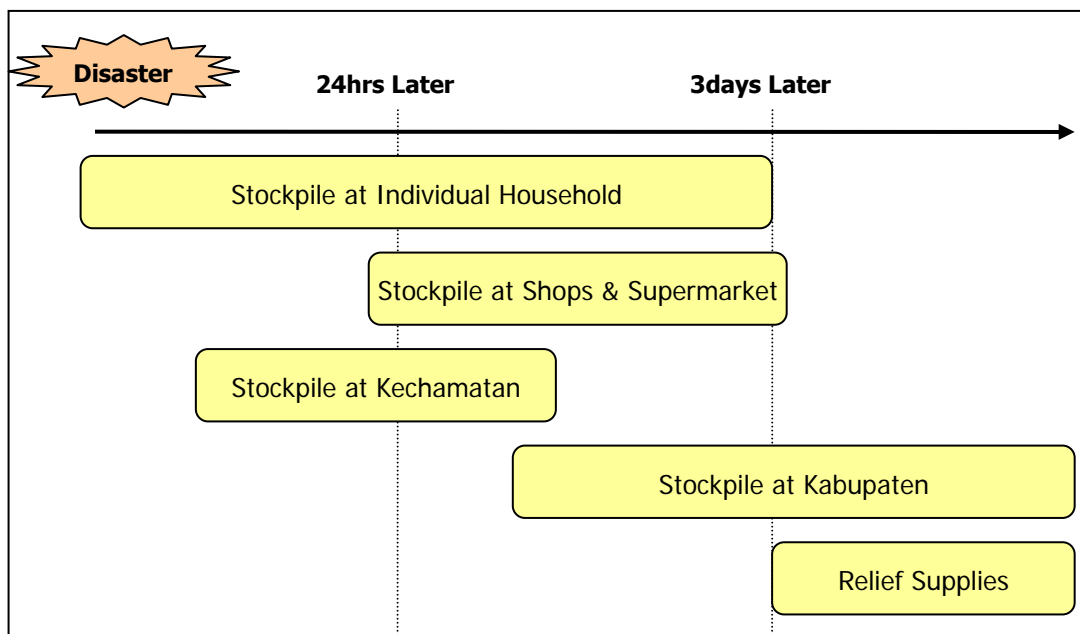 Disaster
24hrs Later
3days Later
Stockpile at Individual Household
Stockpile at Shops & Supermarket
Stockpile at Kechamatan
Stockpile at Kabupaten
Relief Supplies